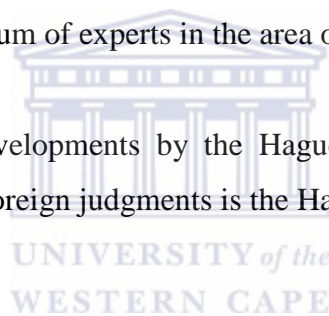 um of experts in the area o
velopments by the Hague
oreign judgments is the Ha
UNIVERSITY of the
WESTERN CAPE